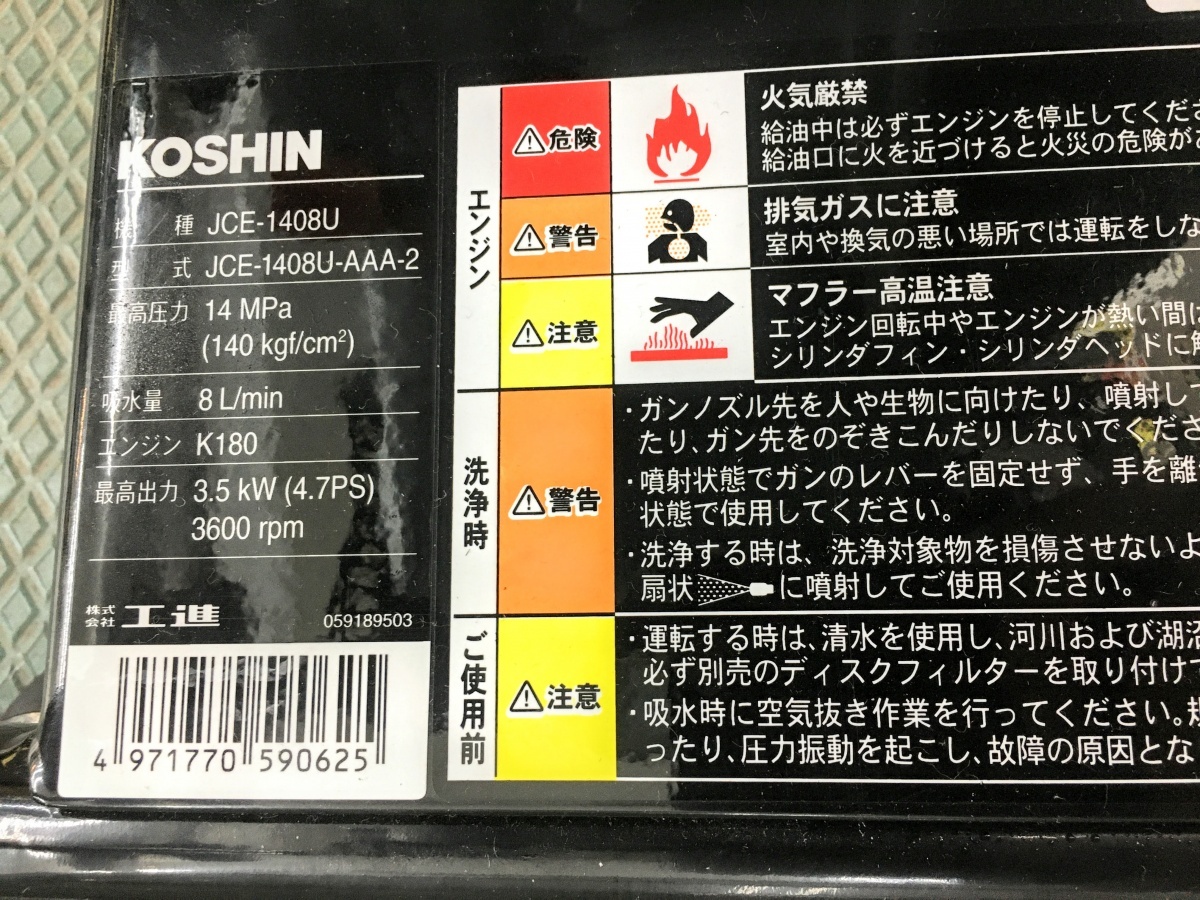 KOSHIN
機 種 JCE-1408U
型 式 JCE-1408U-AAA-2
最高圧力 14 MPa
(140 kgf/cm²)
吸水量 8 L/min
エンジン K180
最高出力 3.5 kW (4.7PS)
3600 rpm
株式会社 工進 059189503
4 971770 590625
エンジン
⚠危険
火気厳禁
給油中は必ずエンジンを停止してくださ
給油口に火を近づけると火災の危険が
⚠警告
排気ガスに注意
室内や換気の悪い場所では運転をしな
⚠注意
マフラー高温注意
エンジン回転中やエンジンが熱い間は
シリンダフィン・シリンダヘッドに触
洗浄時
⚠警告
・ガンノズル先を人や生物に向けたり、噴射し
たり、ガン先をのぞきこんだりしないでくださ
・噴射状態でガンのレバーを固定せず、手を離
状態で使用してください。
・洗浄する時は、洗浄対象物を損傷させないよ
扇状に噴射してご使用ください。
ご使用前
⚠注意
・運転する時は、清水を使用し、河川および湖沼
必ず別売のディスクフィルターを取り付け
・吸水時に空気抜き作業を行ってください。
ったり、圧力振動を起こし、故障の原因とな